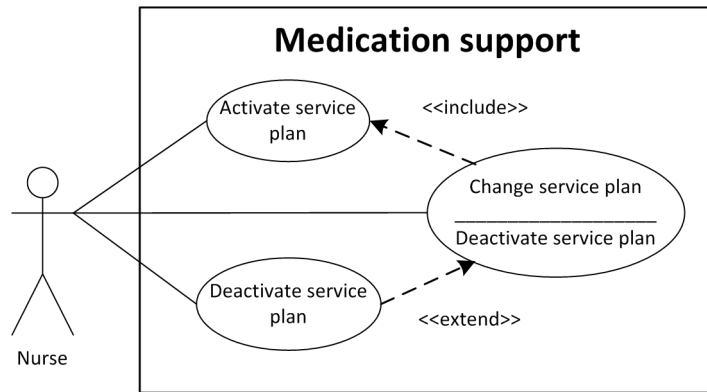 Medication support
Activate service
plan
<<include>>
Change service plan
Deactivate service plan
Deactivate service
plan
<<extend>>
Nurse